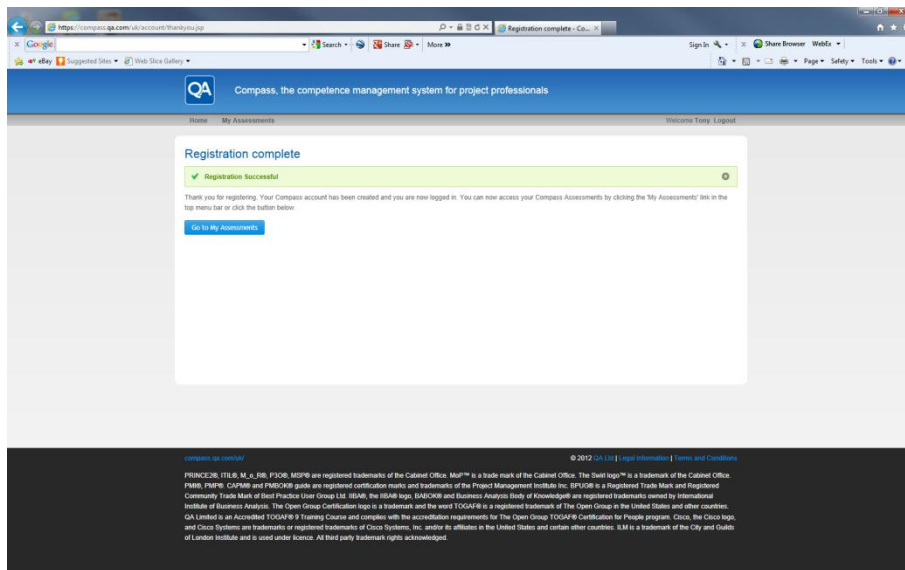 https://compass.qa.com/uk/account/thankyou.jsp
Registration complete - Co...
Google
Search
Share
More »
Sign In
Share Browser WebEx
eBay Suggested Sites Web Slice Gallery
Page Safety Tools
QA Compass, the competence management system for project professionals
Home My Assessments Welcome Tony Logout
Registration complete
Registration Successful
Thank you for registering. Your Compass account has been created and you are now logged in. You can now access your Compass Assessments by clicking the 'My Assessments' link in the
top menu bar or click the button below.
Go to My Assessments
compass.qa.com/uk/ © 2012 QA Ltd | Legal Information | Terms and Conditions
PRINCE2®, ITIL®, M_o_R®, P3O®, MSP® are registered trademarks of the Cabinet Office. MoP™ is a trade mark of the Cabinet Office. The Swirl logo™ is a trademark of the Cabinet Office.
PMI®, PMP®, CAPM® and PMBOK® guide are registered certification marks and trademarks of the Project Management Institute Inc. BPUG® is a Registered Trade Mark and Registered
Community Trade Mark of Best Practice User Group Ltd. IIBA®, the IIBA® logo, BABOK® and Business Analysis Body of Knowledge® are registered trademarks owned by International
Institute of Business Analysis. The Open Group Certification logo is a trademark and the word TOGAF® is a registered trademark of The Open Group in the United States and other countries.
QA Limited is an Accredited TOGAF® 9 Training Course and complies with the accreditation requirements for The Open Group TOGAF® Certification for People program. Cisco, the Cisco logo,
and Cisco Systems are trademarks or registered trademarks of Cisco Systems, Inc. and/or its affiliates in the United States and certain other countries. ILM is a trademark of the City and Guilds
of London Institute and is used under licence. All third party trademark rights acknowledged.